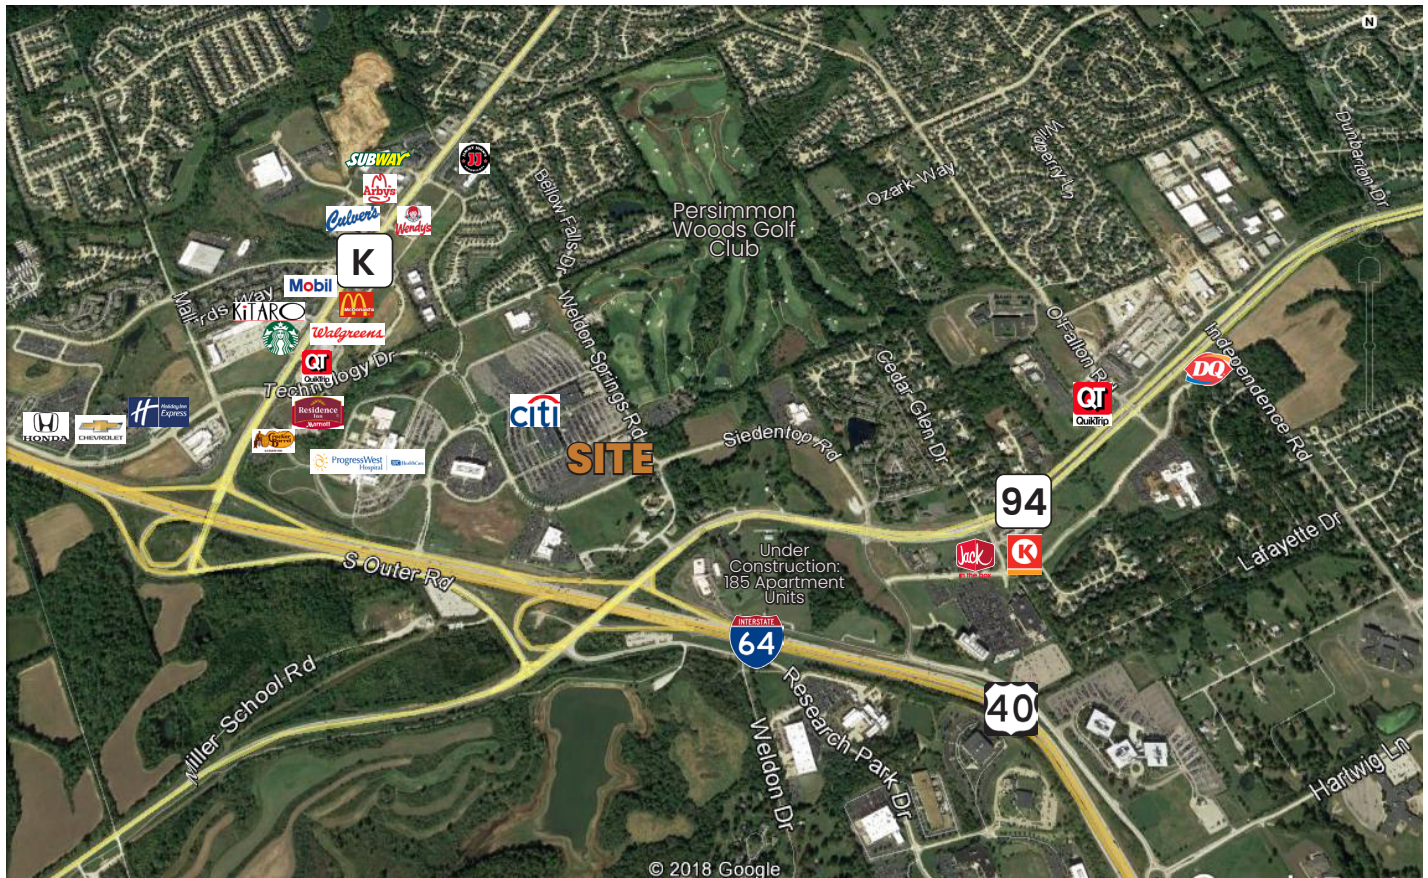 N
SUBWAY
JJ
Arby's
Culver's
Wendy's
K
Mobil
McDonald's
KiTARO
Walgreens
QT
QuikTrip
Technology Dr
Residence
Inn
Marriott
H
Holiday Inn
Express
HONDA
CHEVROLET
Cracker
Barrel
ProgressWest
Hospital
HealthCare
citi
SITE
Bellow Falls Dr
Weldon Springs Rd
Persimmon
Woods Golf
Club
Ozark Way
Dunbarton Dr
O'Fallon Rd
Independence Rd
Cedar Glen Dr
Siedentop Rd
QT
QuikTrip
DQ
94
Jack
in the box
K
Lafayette Dr
Under
Construction:
185 Apartment
Units
INTERSTATE
64
40
S Outer Rd
Miller School Rd
Weldon Dr
Research Park Dr
Hartwig Ln
© 2018 Google